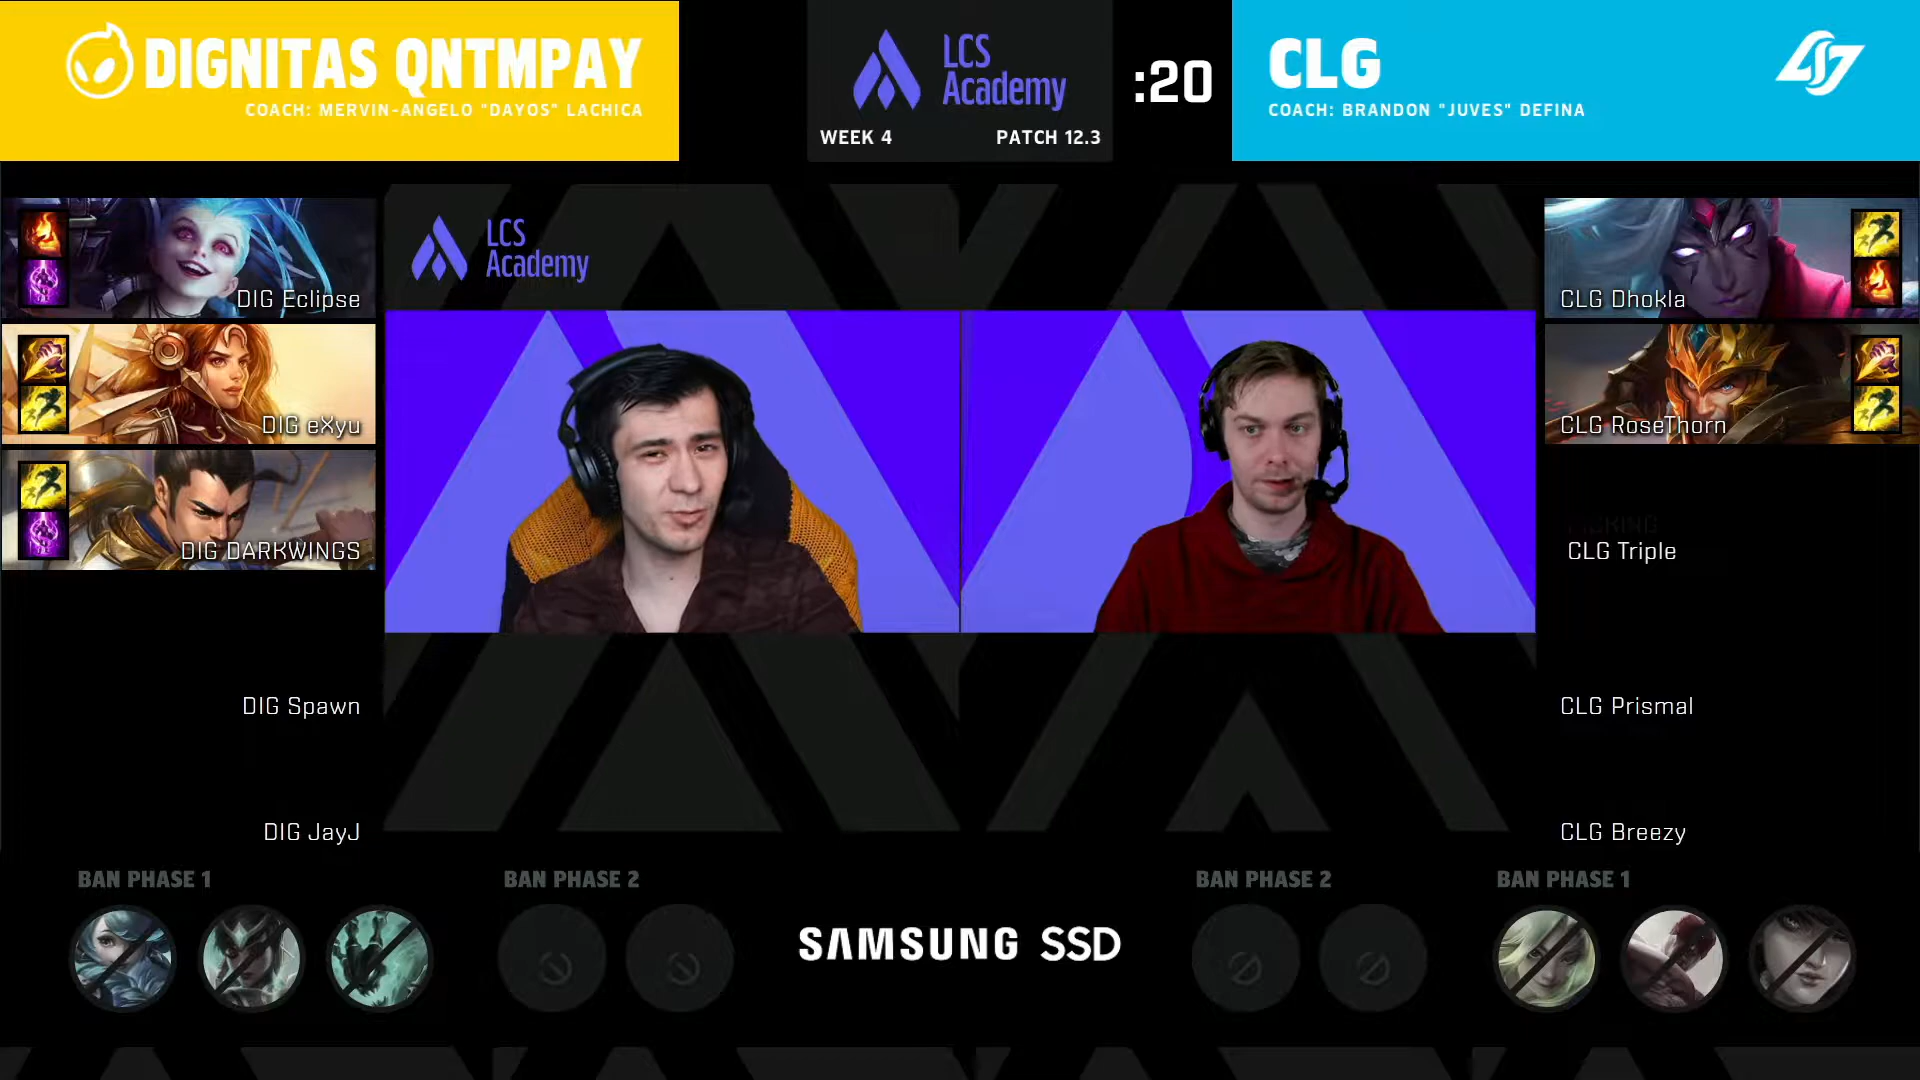 DIGNITAS QNTMPAY
COACH: MERVIN-ANGELO "DAYOS" LACHICA
LCS
Academy
WEEK 4
PATCH 12.3
:20
CLG
COACH: BRANDON "JUVES" DEFINA
DIG Eclipse
DIG eXyu
DIG DARKWINGS
DIG Spawn
DIG JayJ
LCS
Academy
CLG Dhokla
CLG RoseThorn
CLG Triple
CLG Prismal
CLG Breezy
BAN PHASE 1
BAN PHASE 2
SAMSUNG SSD
BAN PHASE 2
BAN PHASE 1